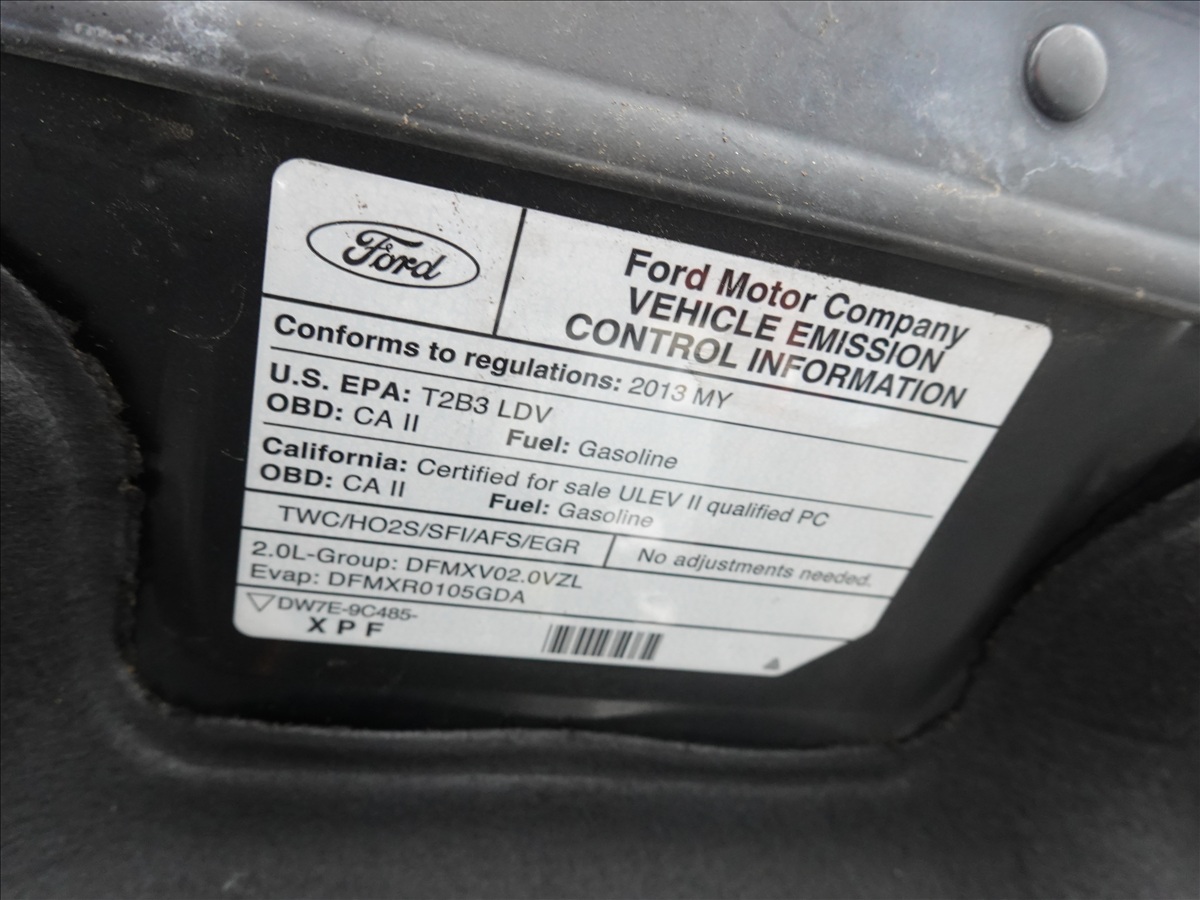 Ford
Ford Motor Company
VEHICLE EMISSION
CONTROL INFORMATION
Conforms to regulations: 2013 MY
U.S. EPA: T2B3 LDV
OBD: CA II Fuel: Gasoline
California: Certified for sale ULEV II qualified PC
OBD: CA II Fuel: Gasoline
TWC/HO2S/SFI/AFS/EGR
No adjustments needed.
2.0L-Group: DFMXV02.0VZL
Evap: DFMXR0105GDA
DW7E-9C485-
XPF